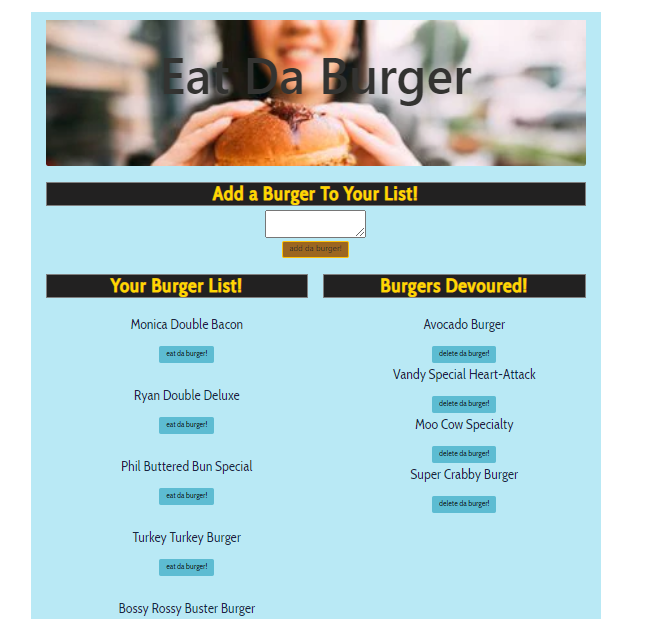 Eat Da Burger
Add a Burger To Your List!
add da burger!
Your Burger List!
Monica Double Bacon
eat da burger!
Ryan Double Deluxe
eat da burger!
Phil Buttered Bun Special
eat da burger!
Turkey Turkey Burger
eat da burger!
Bossy Rossy Buster Burger
Burgers Devoured!
Avocado Burger
delete da burger!
Vandy Special Heart-Attack
delete da burger!
Moo Cow Specialty
delete da burger!
Super Crabby Burger
delete da burger!